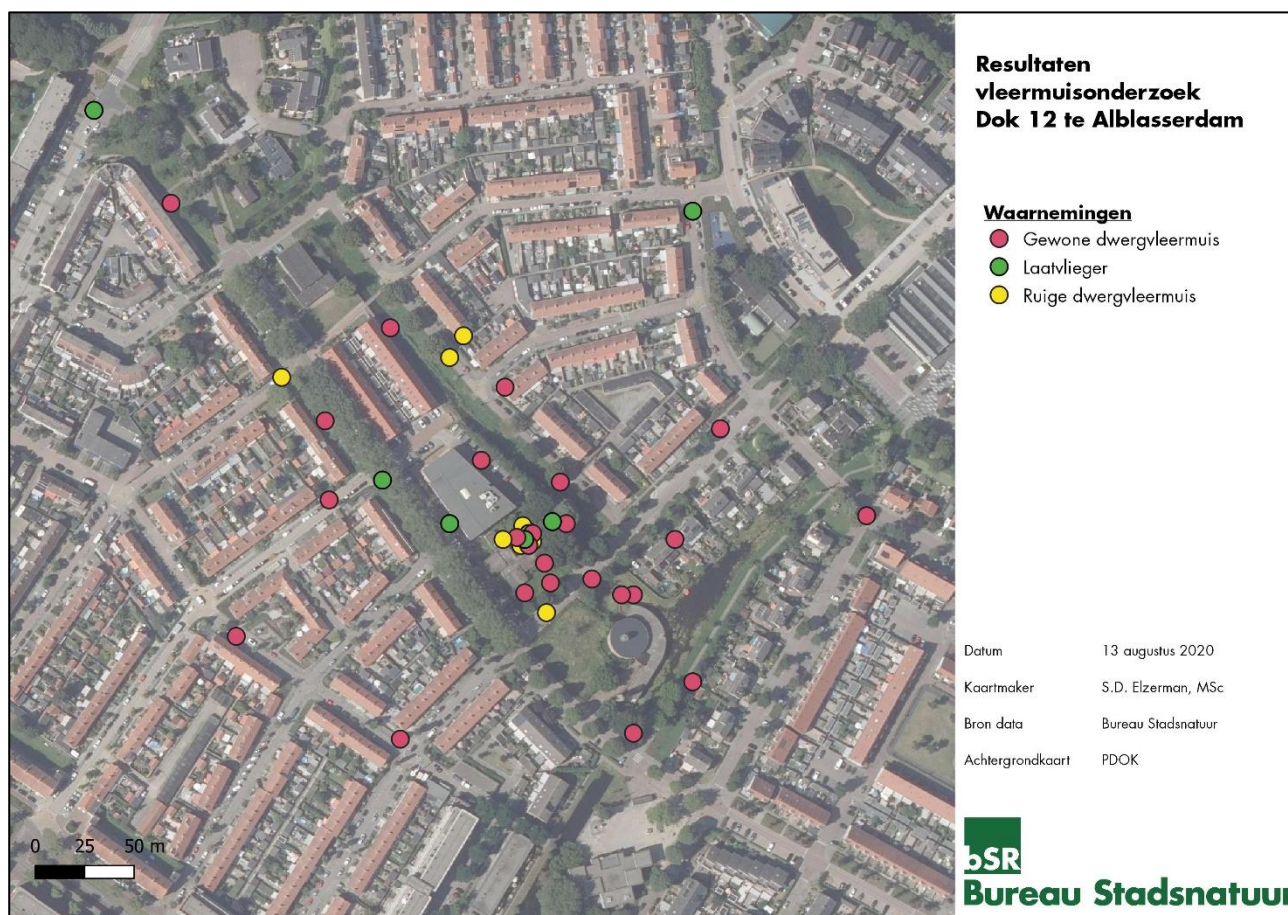 Resultaten
vleermuisonderzoek
Dok 12 te Alblasserdam
Waarnemingen
Gewone dwergvleermuis
Laatvlieger
Ruige dwergvleermuis
Datum 13 augustus 2020
Kaartmaker S.D. Elzerman, MSc
Bron data Bureau Stadsnatuur
Achtergrondkaart PDOK
0 25 50 m
bSR
Bureau Stadsnatuur